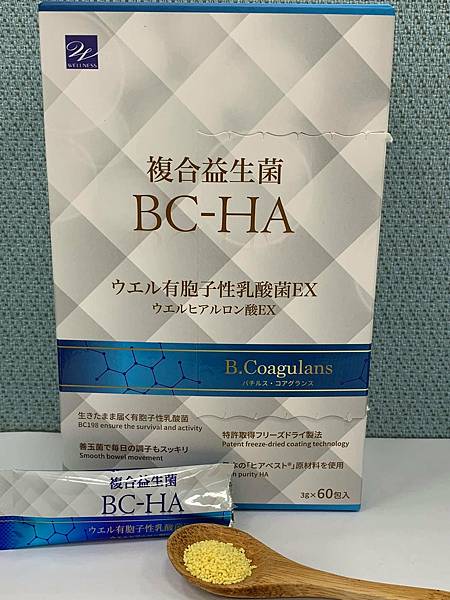 WELLNESS
複合益生菌
BC-HA
ウエル有胞子性乳酸菌EX
ウエルヒアルロン酸EX
B.Coagulans
バチルス・コアグランス
生きたまま届く有胞子性乳酸菌
BC198 ensure the survival and activity
善玉菌で毎日の調子もスッキリ
Smooth bowel movement
特許取得フリーズドライ製法
Patent freeze-dried coating technology
の「ヒアベスト®」原材料を使用
purity HA
3g×60包入
複合益生菌
BC-HA
ウエル有胞子性乳酸菌